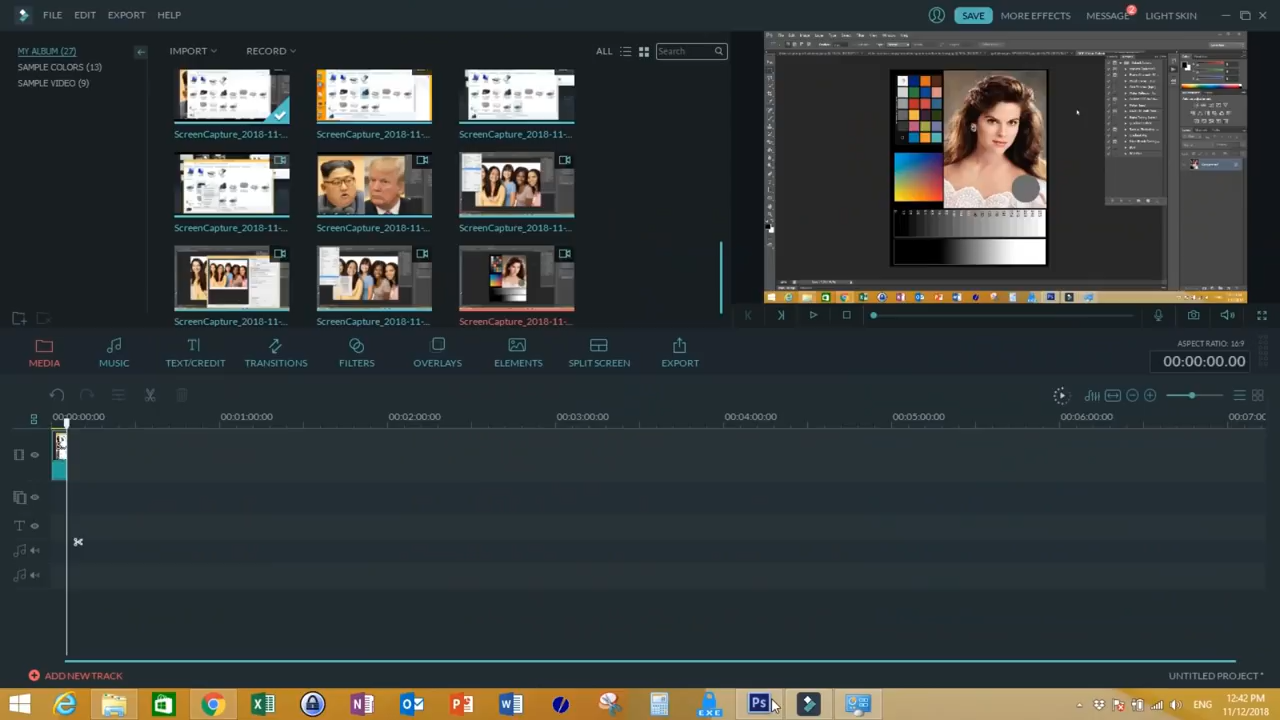 FILE EDIT EXPORT HELP
SAVE MORE EFFECTS MESSAGE 2 LIGHT SKIN
MY ALBUM (27)
SAMPLE COLORS (13)
SAMPLE VIDEO (9)
IMPORT RECORD ALL Search
ScreenCapture_2018-11-... ScreenCapture_2018-11-... ScreenCapture_2018-11-...
ScreenCapture_2018-11-... ScreenCapture_2018-11-... ScreenCapture_2018-11-...
ScreenCapture_2018-11-... ScreenCapture_2018-11-... ScreenCapture_2018-11-...
MEDIA MUSIC TEXT/CREDIT TRANSITIONS FILTERS OVERLAYS ELEMENTS SPLIT SCREEN EXPORT
ASPECT RATIO: 16:9
00:00:00.00
00:00:00:00 00:01:00:00 00:02:00:00 00:03:00:00 00:04:00:00 00:05:00:00 00:06:00:00 00:07:0
T
ADD NEW TRACK
UNTITLED PROJECT *
EXE
Ps
ENG
12:42 PM
11/12/2018